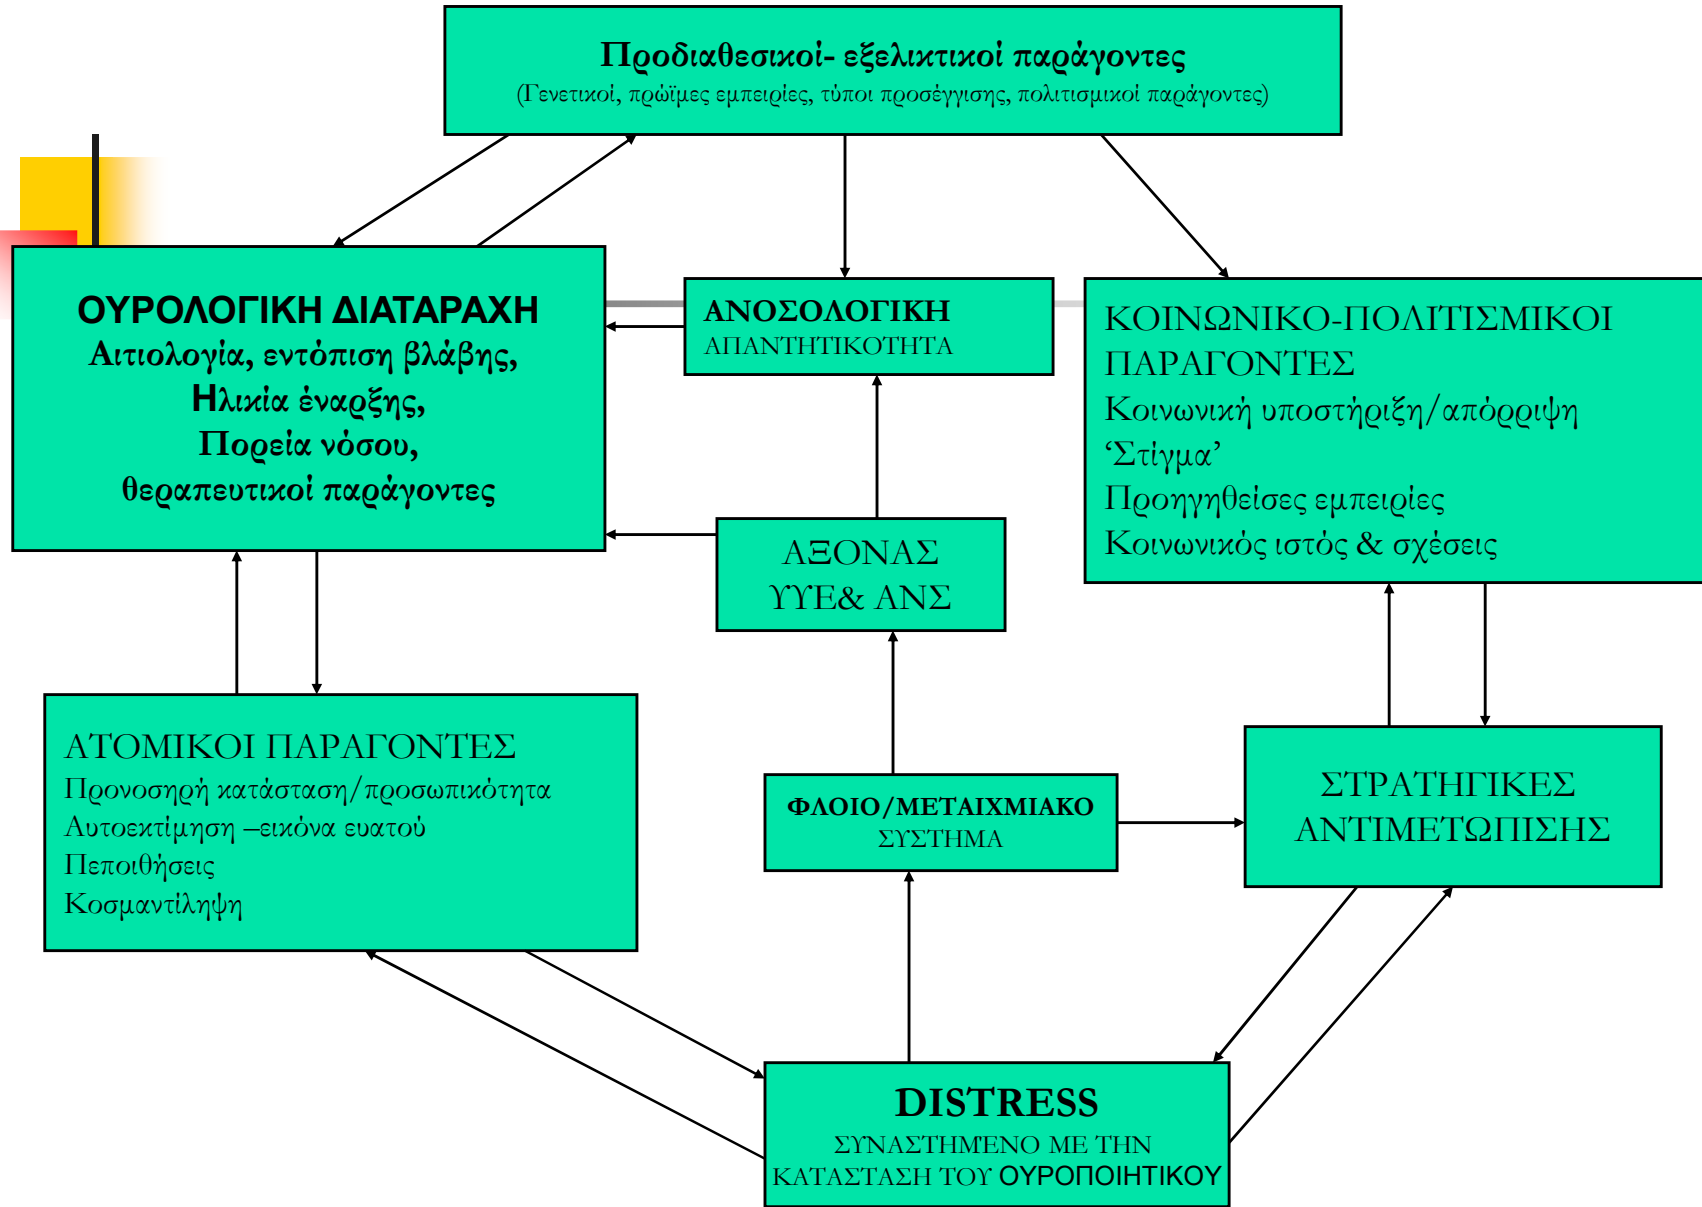 Προδιαθεσικοί- εξελικτικοί παράγοντες
(Γενετικοί, πρώϊμες εμπειρίες, τύποι προσέγγισης, πολιτισμικοί παράγοντες)
ΟΥΡΟΛΟΓΙΚΗ ΔΙΑΤΑΡΑΧΗ
Αιτιολογία, εντόπιση βλάβης,
Ηλικία έναρξης,
Πορεία νόσου,
θεραπευτικοί παράγοντες
ΑΝΟΣΟΛΟΓΙΚΗ
ΑΠΑΝΤΗΤΙΚΟΤΗΤΑ
ΚΟΙΝΩΝΙΚΟ-ΠΟΛΙΤΙΣΜΙΚΟΙ
ΠΑΡΑΓΟΝΤΕΣ
Κοινωνική υποστήριξη/απόρριψη
‘Στίγμα’
Προηγηθείσες εμπειρίες
Κοινωνικός ιστός & σχέσεις
ΑΞΟΝΑΣ
ΥΥΕ& ΑΝΣ
ΑΤΟΜΙΚΟΙ ΠΑΡΑΓΟΝΤΕΣ
Προνοσηρή κατάσταση/προσωπικότητα
Αυτοεκτίμηση –εικόνα ευατού
Πεποιθήσεις
Κοσμαντίληψη
ΦΛΟΙΟ/ΜΕΤΑΙΧΜΙΑΚΟ
ΣΥΣΤΗΜΑ
ΣΤΡΑΤΗΓΙΚΕΣ
ΑΝΤΙΜΕΤΩΠΙΣΗΣ
DISTRESS
ΣΥΝΑΣΤΗΜΈΝΟ ΜΕ ΤΗΝ
ΚΑΤΑΣΤΑΣΗ ΤΟΥ ΟΥΡΟΠΟΙΗΤΙΚΟΥ